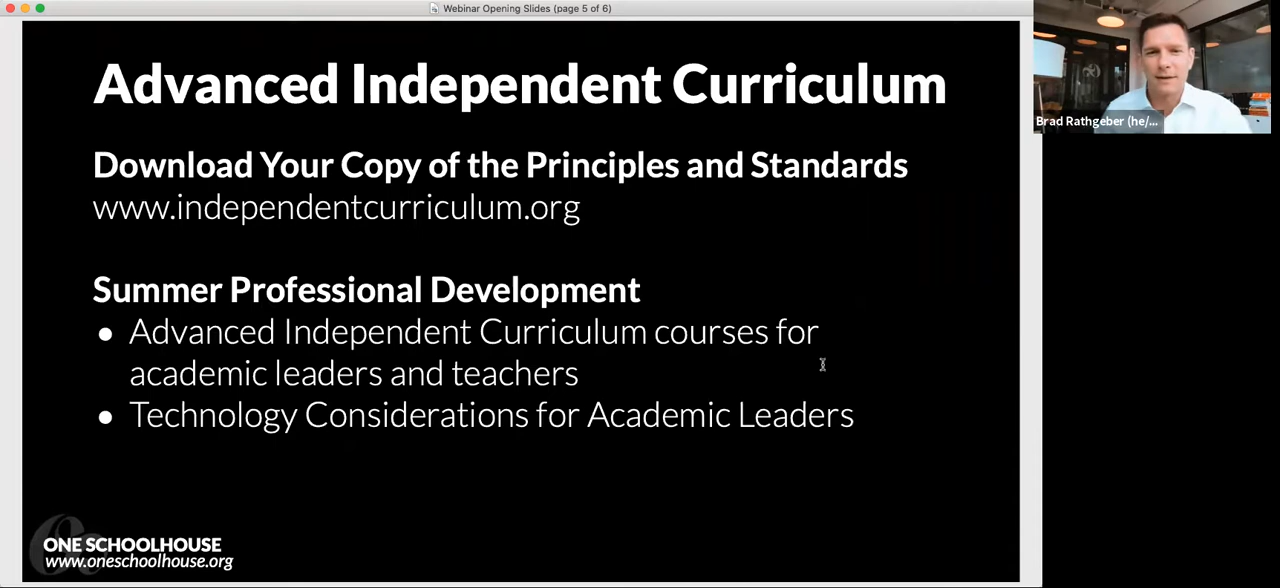 Webinar Opening Slides (page 5 of 6)
Advanced Independent Curriculum
Download Your Copy of the Principles and Standards
www.independentcurriculum.org
Summer Professional Development
● Advanced Independent Curriculum courses for
academic leaders and teachers
● Technology Considerations for Academic Leaders
ONE SCHOOLHOUSE
www.oneschoolhouse.org
Brad Rathgeber (he/...